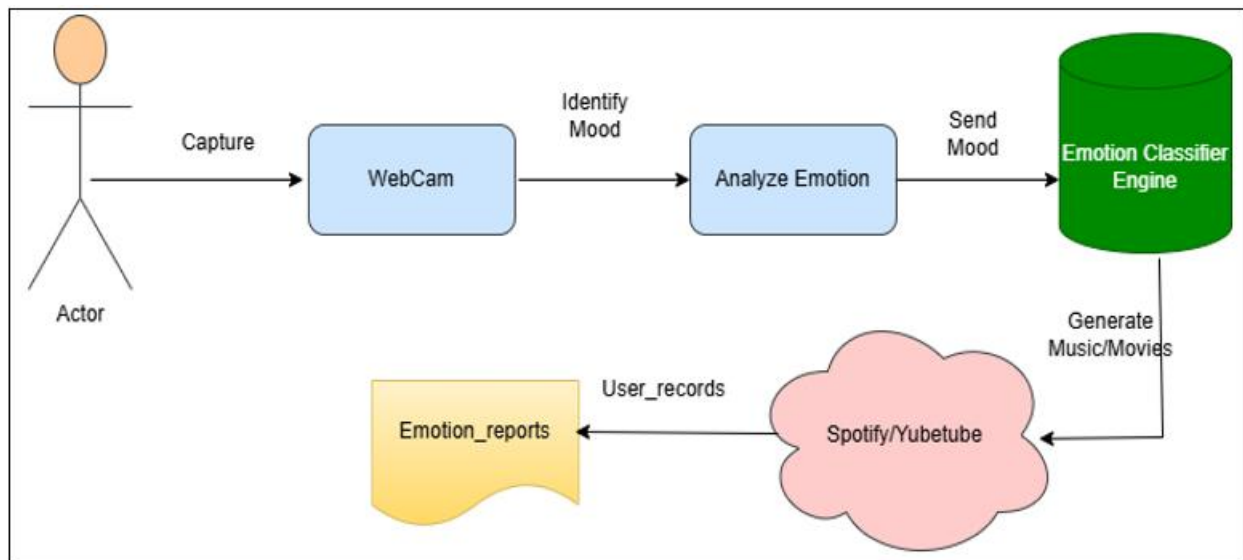 Capture
WebCam
Identify
Mood
Analyze Emotion
Send
Mood
Emotion Classifier
Engine
Actor
Generate
Music/Movies
Spotify/Yubetube
User_records
Emotion_reports